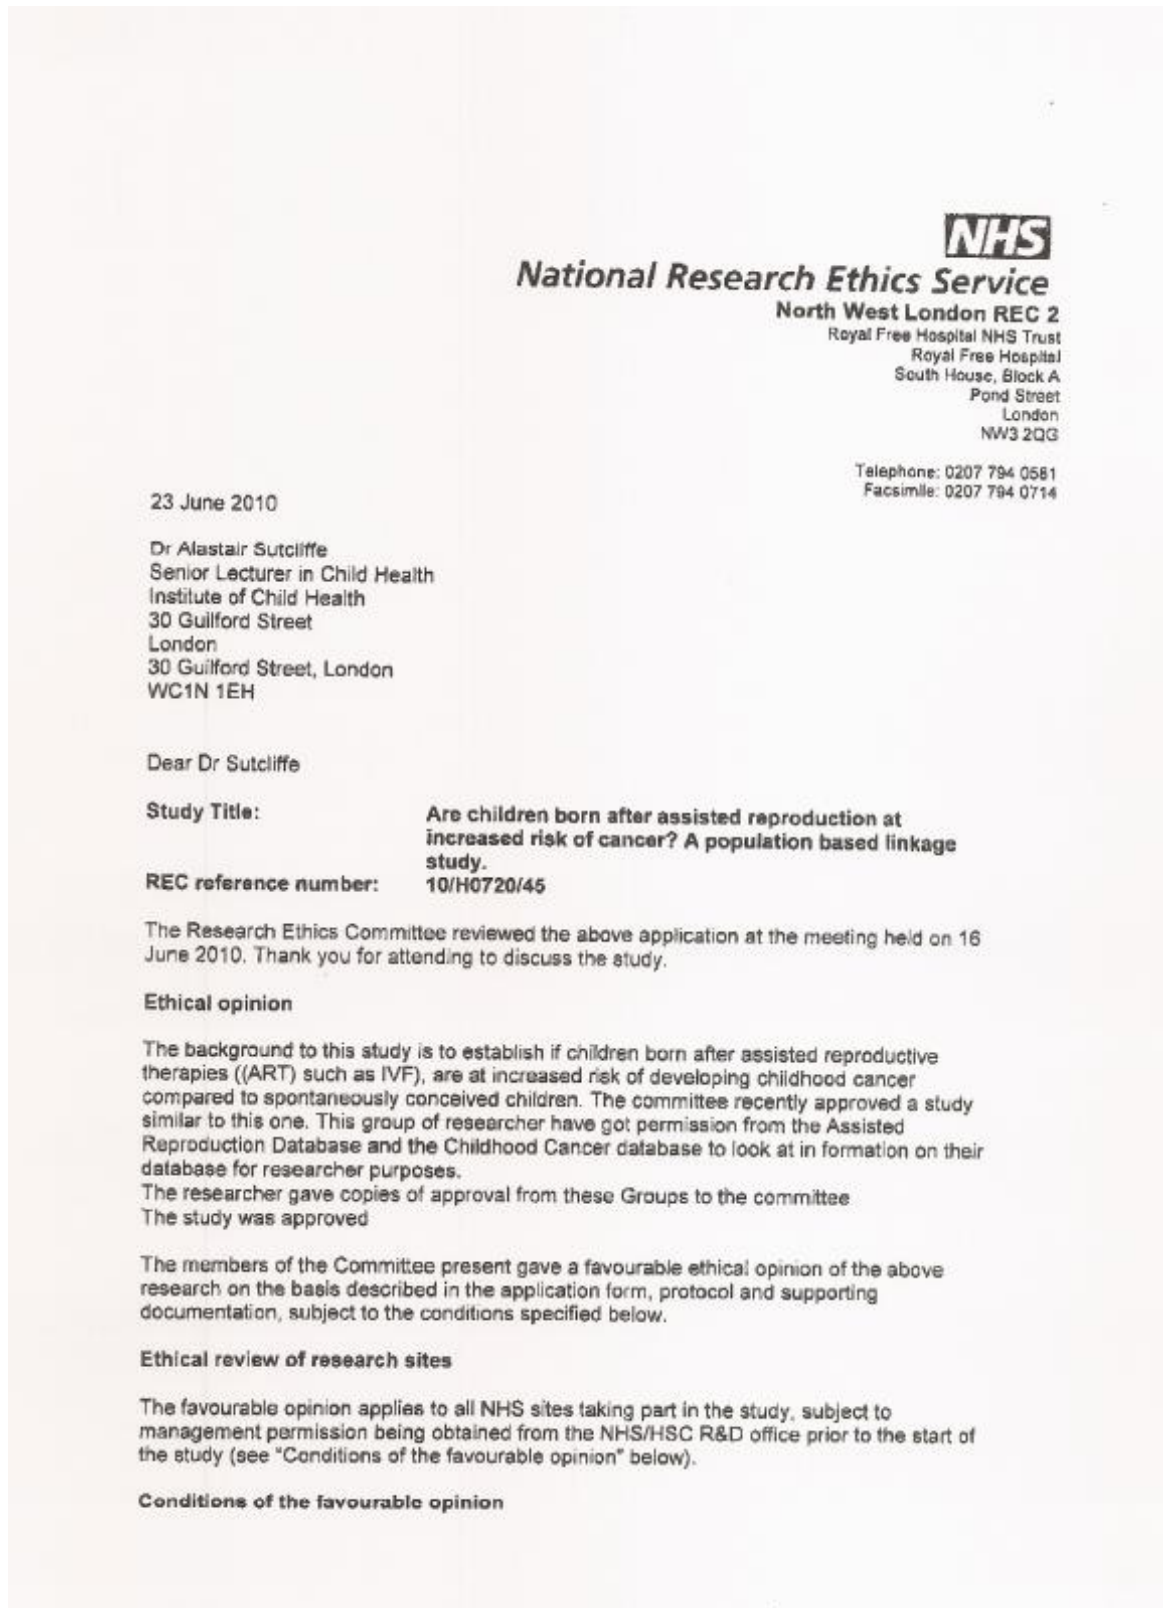 NHS
National Research Ethics Service
North West London REC 2
Royal Free Hospital NHS Trust
Royal Free Hospital
South House, Block A
Pond Street
London
NW3 2QG
Telephone: 0207 794 0581
Facsimile: 0207 794 0714
23 June 2010
Dr Alastair Sutcliffe
Senior Lecturer in Child Health
Institute of Child Health
30 Guilford Street
London
30 Guilford Street, London
WC1N 1EH
Dear Dr Sutcliffe
Study Title: Are children born after assisted reproduction at
increased risk of cancer? A population based linkage
study.
REC reference number: 10/H0720/45
The Research Ethics Committee reviewed the above application at the meeting held on 16
June 2010. Thank you for attending to discuss the study.
Ethical opinion
The background to this study is to establish if children born after assisted reproductive
therapies ((ART) such as IVF), are at increased risk of developing childhood cancer
compared to spontaneously conceived children. The committee recently approved a study
similar to this one. This group of researcher have got permission from the Assisted
Reproduction Database and the Childhood Cancer database to look at in formation on their
database for researcher purposes.
The researcher gave copies of approval from these Groups to the committee
The study was approved
The members of the Committee present gave a favourable ethical opinion of the above
research on the basis described in the application form, protocol and supporting
documentation, subject to the conditions specified below.
Ethical review of research sites
The favourable opinion applies to all NHS sites taking part in the study, subject to
management permission being obtained from the NHS/HSC R&D office prior to the start of
the study (see "Conditions of the favourable opinion" below).
Conditions of the favourable opinion